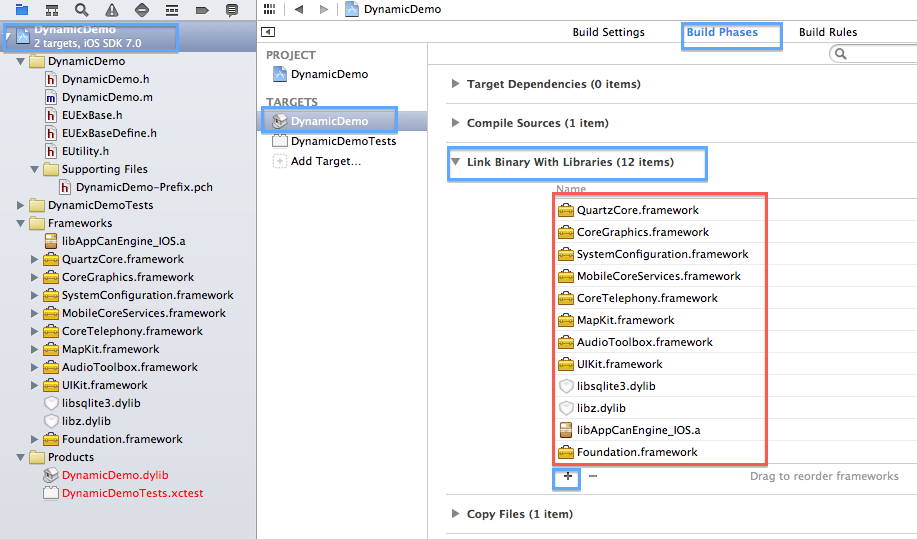 DynamicDemo
2 targets, iOS SDK 7.0
DynamicDemo
DynamicDemo.h
DynamicDemo.m
EUExBase.h
EUExBaseDefine.h
EUtility.h
Supporting Files
DynamicDemo-Prefix.pch
DynamicDemoTests
Frameworks
libAppCanEngine_IOS.a
QuartzCore.framework
CoreGraphics.framework
SystemConfiguration.framework
MobileCoreServices.framework
CoreTelephony.framework
MapKit.framework
AudioToolbox.framework
UIKit.framework
libsqlite3.dylib
libz.dylib
Foundation.framework
Products
DynamicDemo.dylib
DynamicDemoTests.xctest
DynamicDemo
PROJECT
DynamicDemo
TARGETS
DynamicDemo
DynamicDemoTests
Add Target...
Build Settings Build Phases Build Rules
Target Dependencies (0 items)
Compile Sources (1 item)
Link Binary With Libraries (12 items)
Name
QuartzCore.framework
CoreGraphics.framework
SystemConfiguration.framework
MobileCoreServices.framework
CoreTelephony.framework
MapKit.framework
AudioToolbox.framework
UIKit.framework
libsqlite3.dylib
libz.dylib
libAppCanEngine_IOS.a
Foundation.framework
+ − Drag to reorder frameworks
Copy Files (1 item)